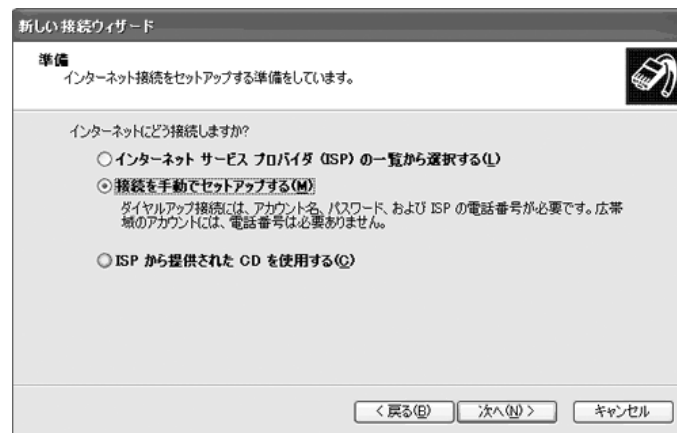 新しい接続ウィザード
準備
インターネット接続をセットアップする準備をしています。
インターネットにどう接続しますか?
インターネット サービス プロバイダ (ISP) の一覧から選択する(L)
接続を手動でセットアップする(M)
ダイヤルアップ接続には、アカウント名、パスワード、および ISP の電話番号が必要です。広帯
域のアカウントには、電話番号は必要ありません。
ISP から提供された CD を使用する(C)
< 戻る(B) 次へ(N) > キャンセル